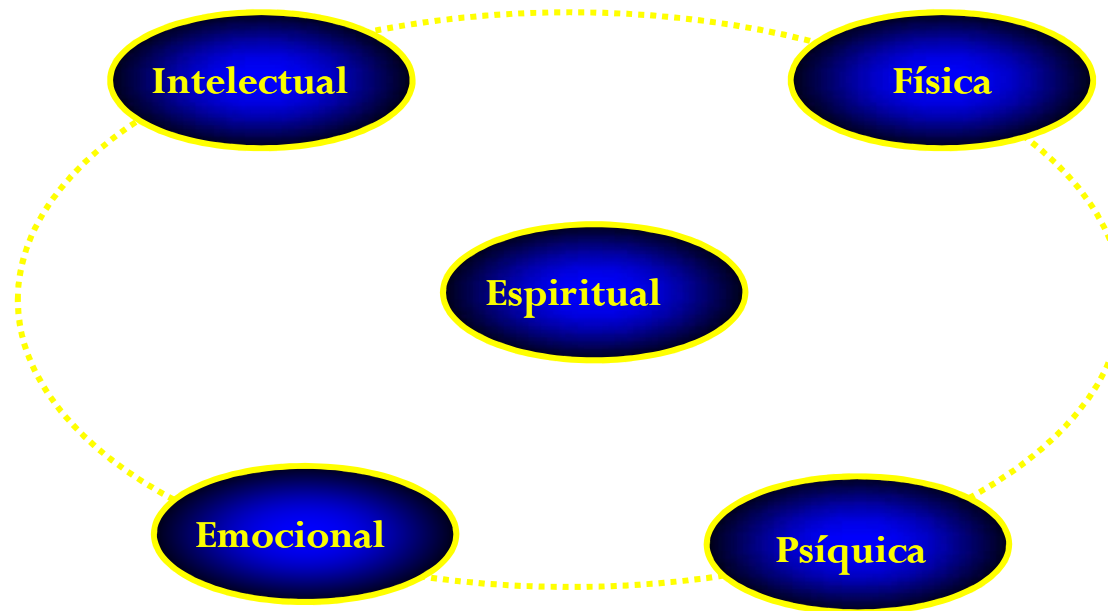 Intelectual
Física
Espiritual
Emocional
Psíquica